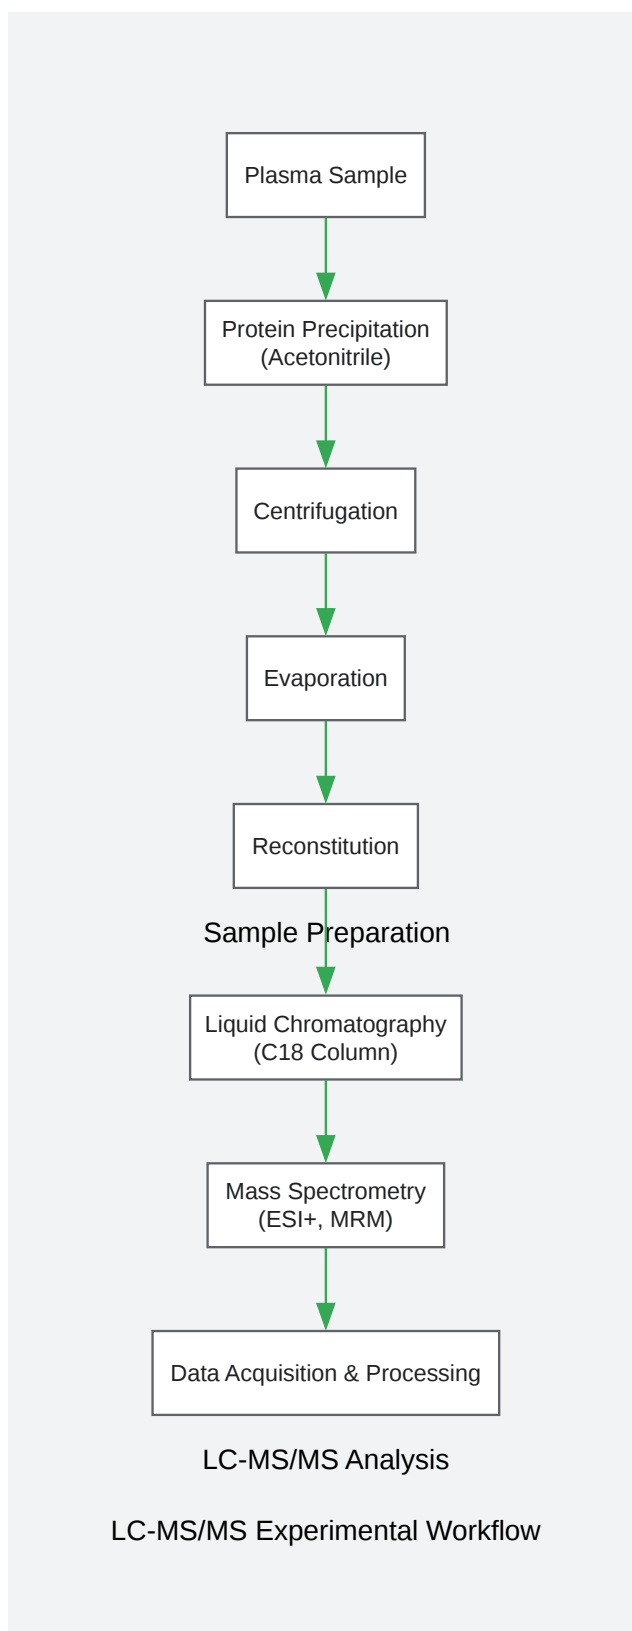 Plasma Sample
Protein Precipitation
(Acetonitrile)
Centrifugation
Evaporation
Reconstitution
Sample Preparation
Liquid Chromatography
(C18 Column)
Mass Spectrometry
(ESI+, MRM)
Data Acquisition & Processing
LC-MS/MS Analysis
LC-MS/MS Experimental Workflow